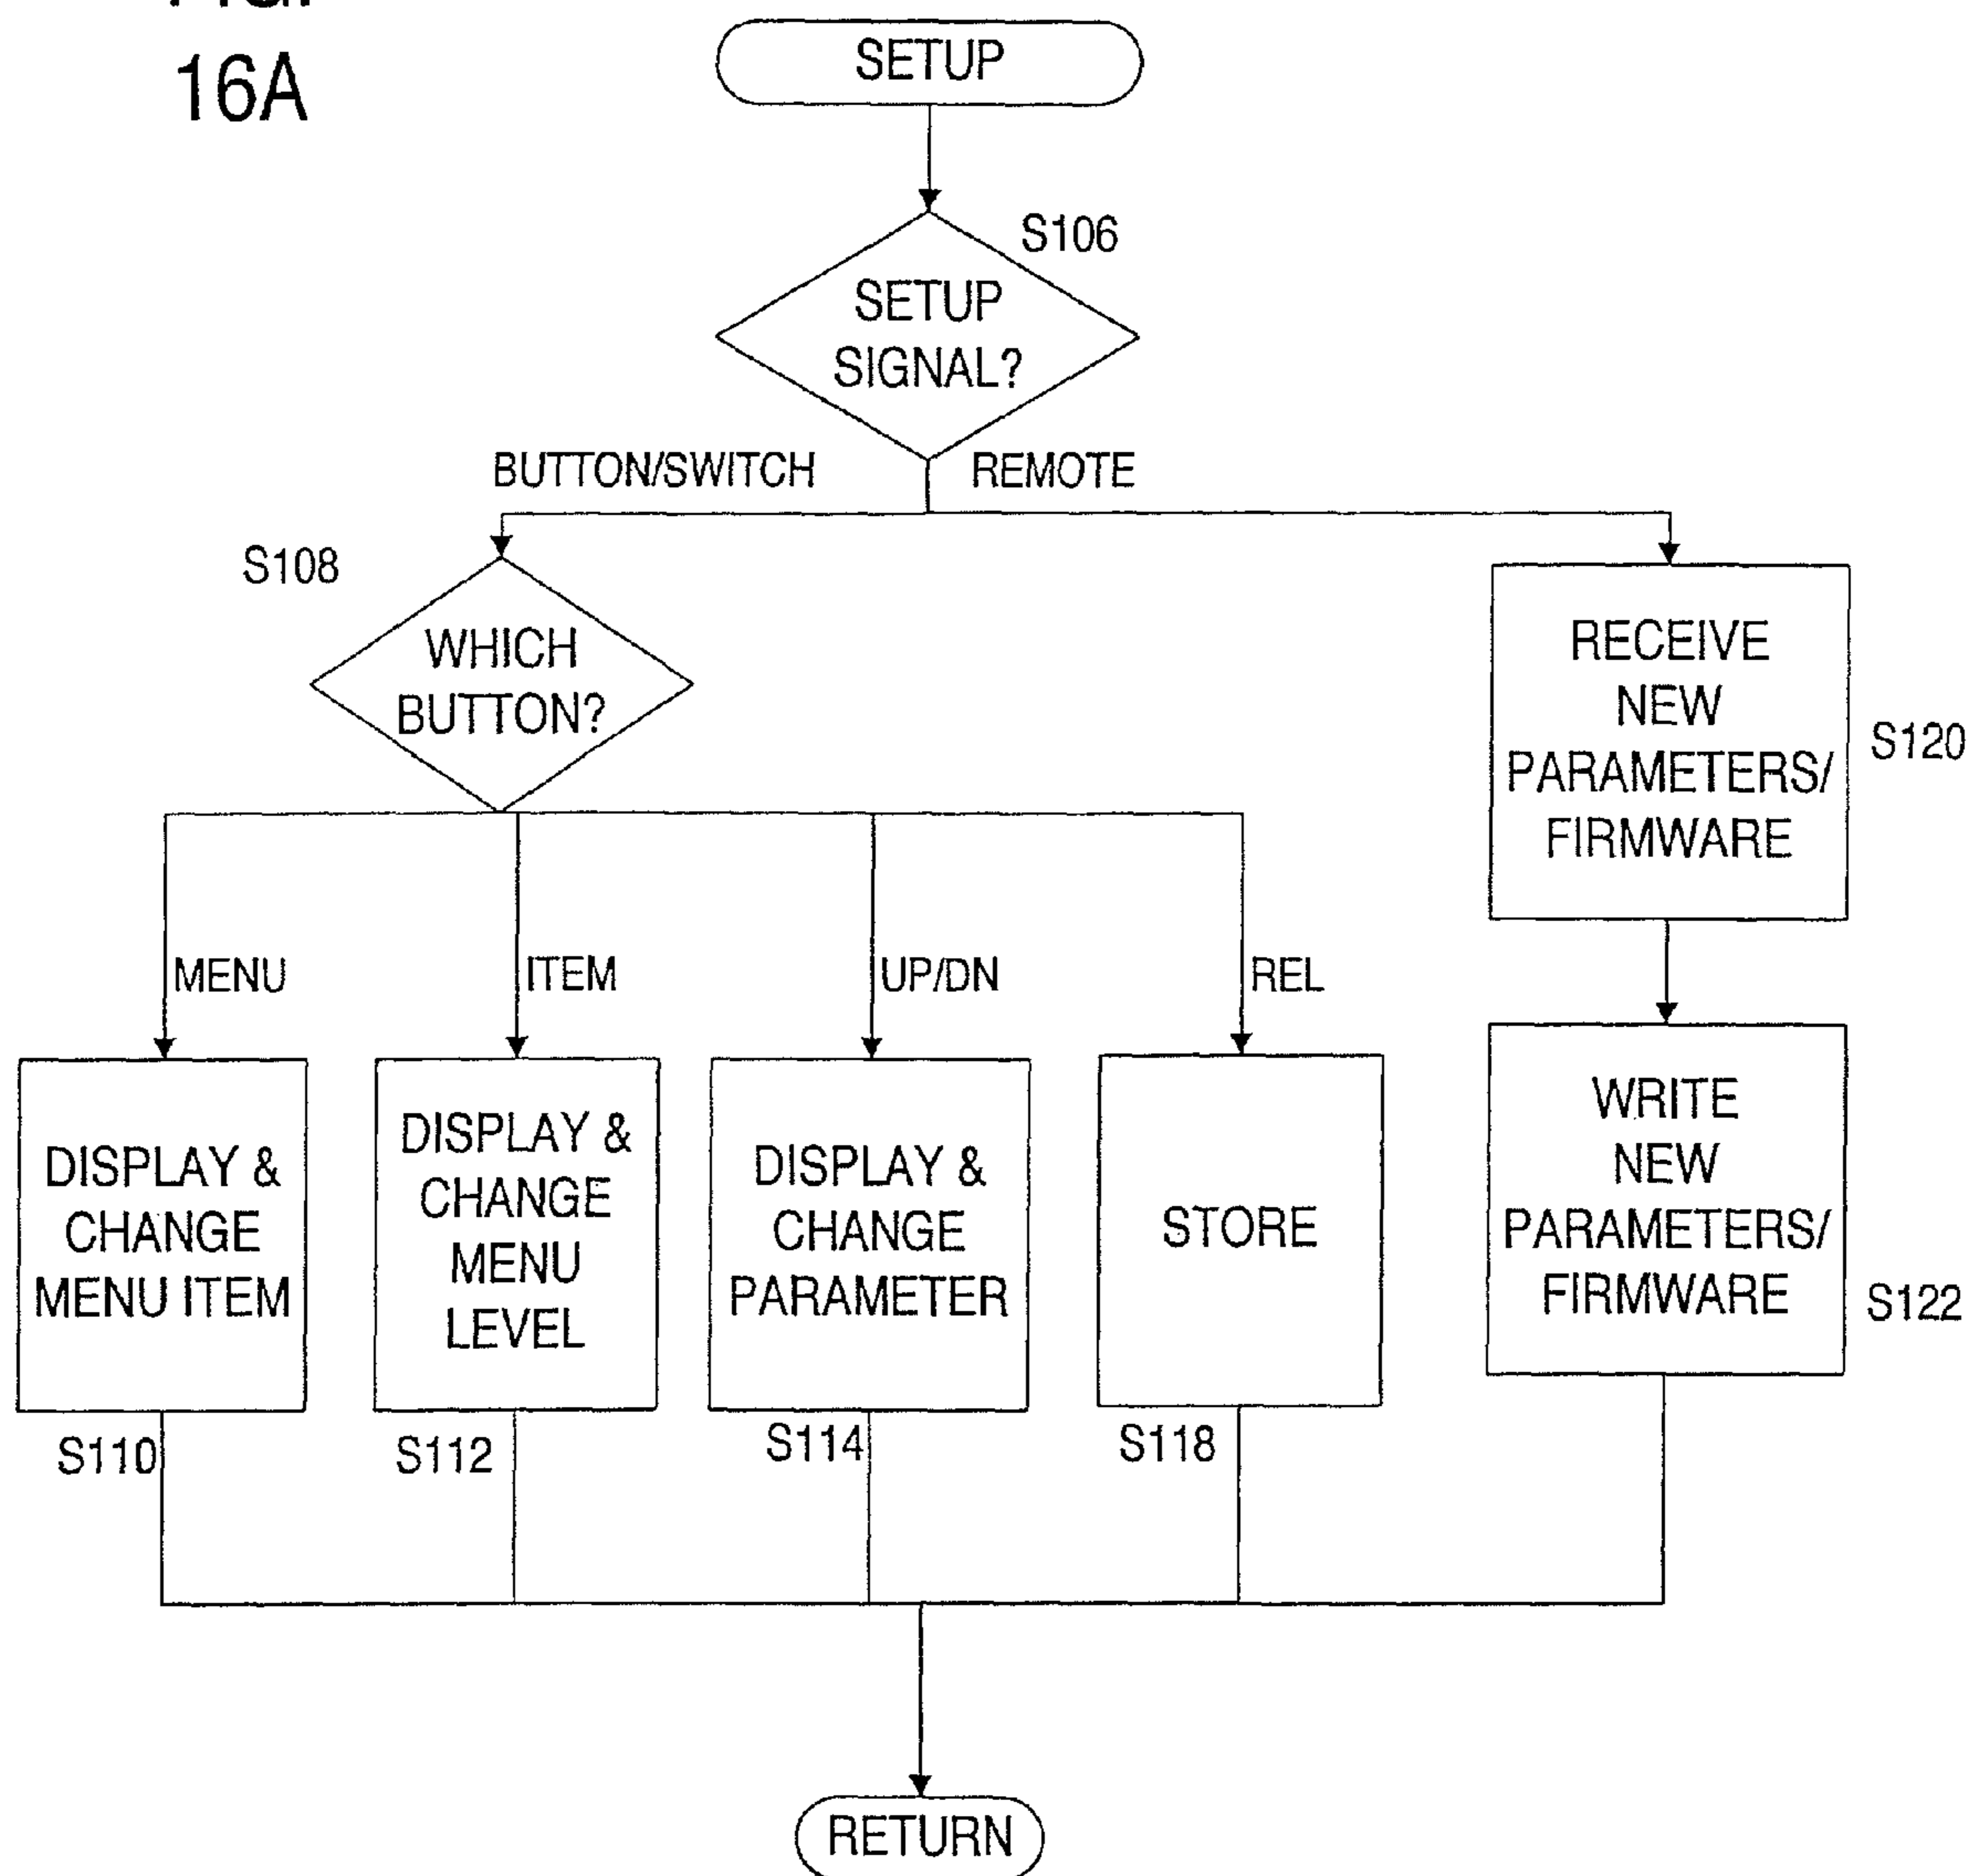 16A
SETUP
S106
SETUP
SIGNAL?
BUTTON/SWITCH
REMOTE
S108
WHICH
BUTTON?
RECEIVE
NEW
PARAMETERS/
FIRMWARE
S120
MENU
ITEM
UP/DN
REL
DISPLAY &
CHANGE
MENU ITEM
DISPLAY &
CHANGE
MENU
LEVEL
DISPLAY &
CHANGE
PARAMETER
STORE
WRITE
NEW
PARAMETERS/
FIRMWARE
S122
S110
S112
S114
S118
RETURN